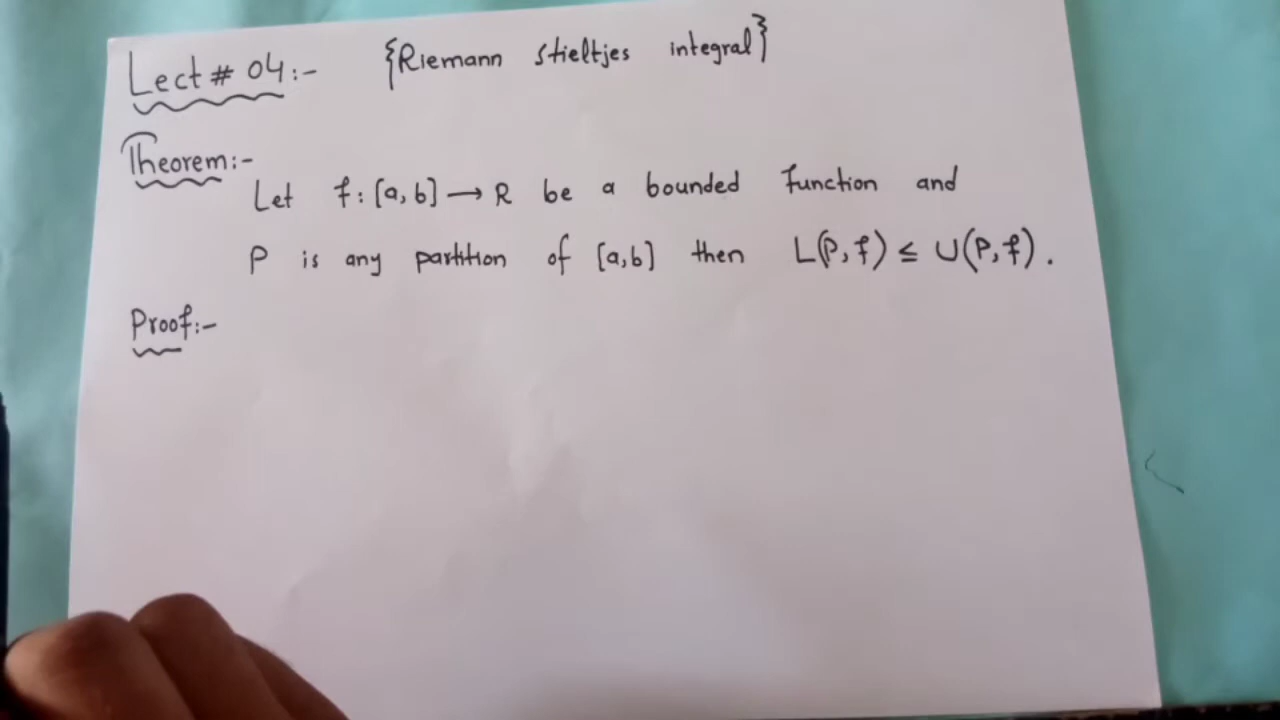 Lect # 04:- {Riemann stieltjes integral}
Theorem:-
Let f: [a, b] → R be a bounded function and
P is any partition of [a,b] then L(P, f) ≤ U(P, f).
Proof:-